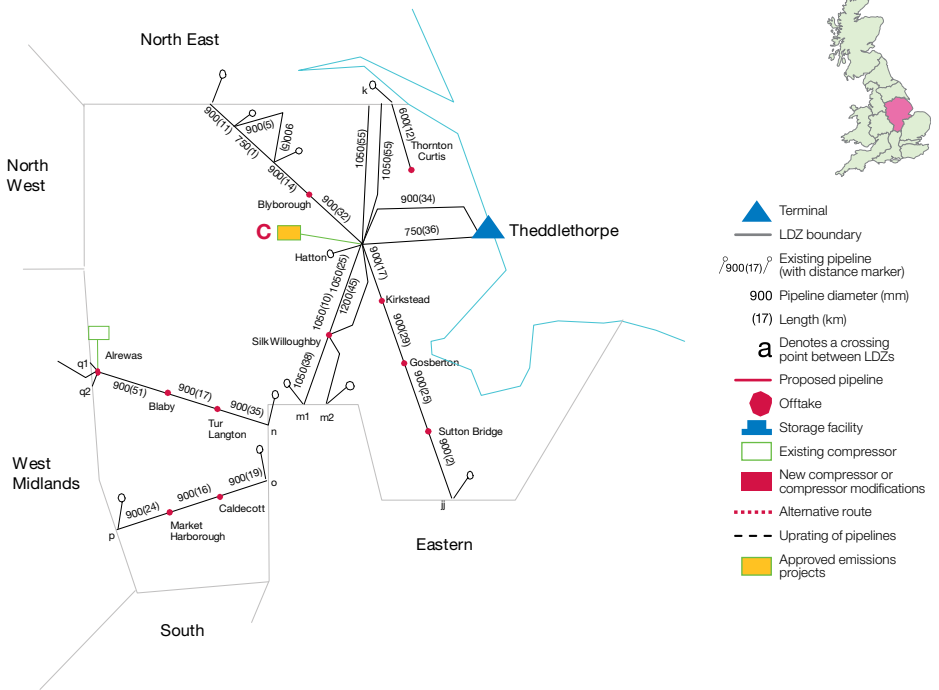 North East
k
900(11)
900(5)
900(5)
750(1)
600(12)
Thornton
Curtis
1050(55)
1050(55)
North
West
900(14)
Blyborough
900(32)
900(34)
C
750(36)
Theddlethorpe
Hatton
900(17)
1050(25)
1200(45)
1050(10)
Kirkstead
Silk Willoughby
900(29)
Alrewas
q1
q2
1050(38)
Gosberton
900(51)
900(17)
900(35)
900(25)
Blaby
Tur
Langton
n
m1
m2
Sutton Bridge
900(2)
West
Midlands
900(19)
o
900(16)
900(24)
Caldecott
p
Market
Harborough
jj
Eastern
South
Terminal
LDZ boundary
900(17)
Existing pipeline
(with distance marker)
900
Pipeline diameter (mm)
(17)
Length (km)
a
Denotes a crossing
point between LDZs
Proposed pipeline
Offtake
Storage facility
Existing compressor
New compressor or
compressor modifications
Alternative route
Uprating of pipelines
Approved emissions
projects